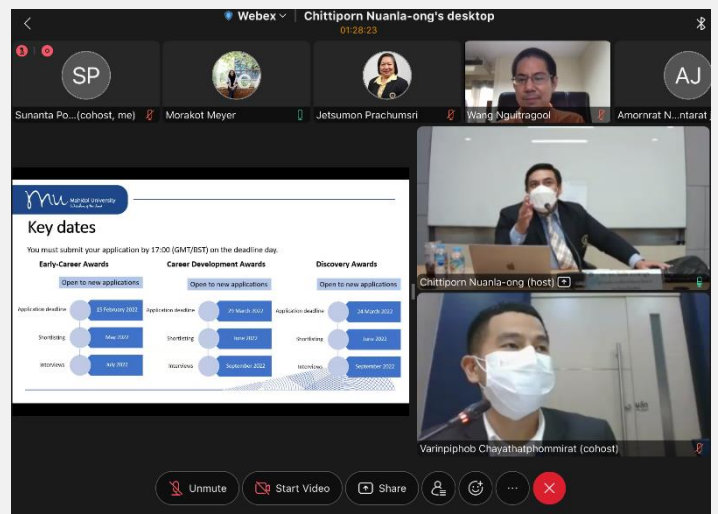 Webex
Chittiporn Nuanla-ong's desktop
01:28:23
SP
AJ
Sunanta Po...(cohost, me)
Morakot Meyer
Jetsumon Prachumsri
Wang Nguitragool
Amornrat N...ntarat j
Mahidol University
Key dates
You must submit your application by 17:00 (GMT/BST) on the deadline day.
Early-Career Awards
Open to new applications
Application deadline
15 February 2022
Shortlisting
May 2022
Interviews
July 2022
Career Development Awards
Open to new applications
Application deadline
29 March 2022
Shortlisting
June 2022
Interviews
September 2022
Discovery Awards
Open to new applications
Application deadline
24 March 2022
Shortlisting
June 2022
Interviews
September 2022
Chittiporn Nuanla-ong (host)
Varinpiphob Chayathatphommirat (cohost)
Unmute
Start Video
Share